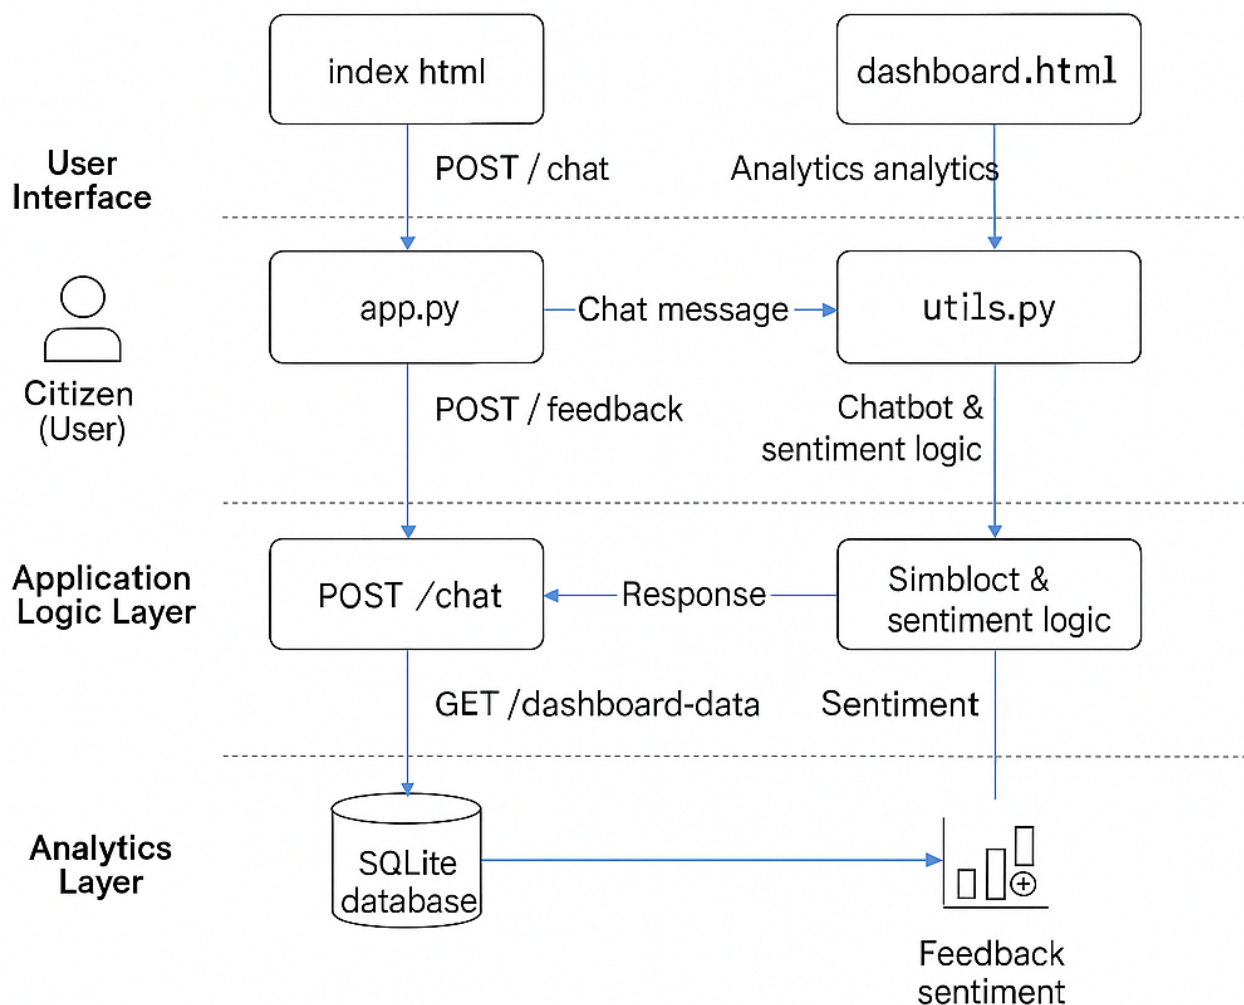 index html
dashboard.html
User
Interface
POST / chat
Analytics analytics
app.py
Chat message
utils.py
Citizen
(User)
POST / feedback
Chatbot &
sentiment logic
Application
Logic Layer
POST /chat
Response
Simbloct &
sentiment logic
GET /dashboard-data
Sentiment
Analytics
Layer
SQLite
database
Feedback
sentiment